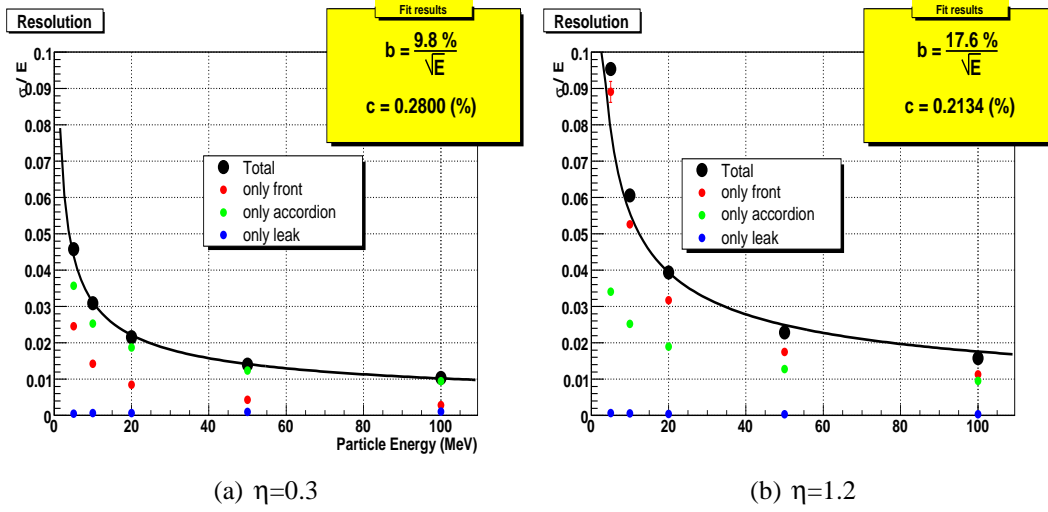 Resolution
σ/ E
Fit results
b = 9.8 % / √E
c = 0.2800 (%)
Total
only front
only accordion
only leak
0.1
0.09
0.08
0.07
0.06
0.05
0.04
0.03
0.02
0.01
0
0 20 40 60 80 100
Particle Energy (MeV)
(a) η=0.3
Resolution
σ/ E
Fit results
b = 17.6 % / √E
c = 0.2134 (%)
Total
only front
only accordion
only leak
0.1
0.09
0.08
0.07
0.06
0.05
0.04
0.03
0.02
0.01
0
0 20 40 60 80 100
(b) η=1.2